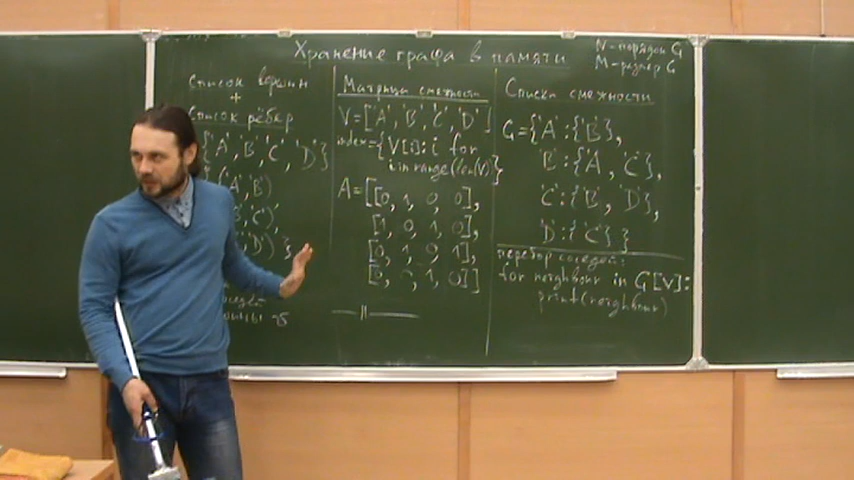 Хранение графа в памяти
N - порядок G
M - размер G
Список вершин
+
Список рёбер
'A', 'B', 'C', 'D'}
'A', B')
B', 'C'),
, D') }
Матрица смежности
V = ['A', 'B', 'C', 'D']
index = {V[i]: i for
i in range(len(V))}
A = [[0, 1, 0, 0],
[1, 0, 1, 0],
[0, 1, 0, 1],
[0, 0, 1, 0]]
— || —
Списки смежности
G = {'A': {'B'},
'B': {'A', 'C'},
'C': {'B', 'D'},
'D': {'C'} }
перебор соседей:
for neighbour in G[V]:
print(neighbour)